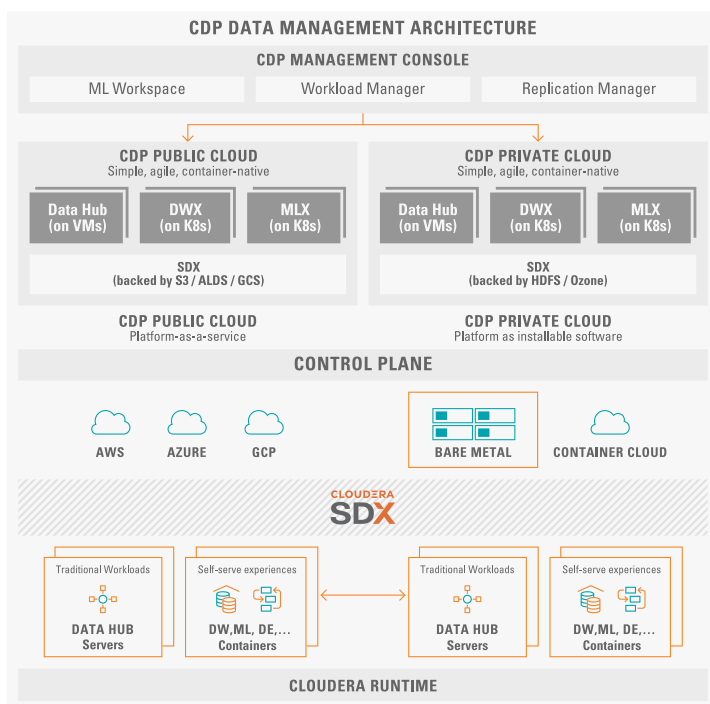 CDP DATA MANAGEMENT ARCHITECTURE
CDP MANAGEMENT CONSOLE
ML Workspace
Workload Manager
Replication Manager
CDP PUBLIC CLOUD
Simple, agile, container-native
Data Hub
(on VMs)
DWX
(on K8s)
MLX
(on K8s)
SDX
(backed by S3 / ALDS / GCS)
CDP PRIVATE CLOUD
Simple, agile, container-native
Data Hub
(on VMs)
DWX
(on K8s)
MLX
(on K8s)
SDX
(backed by HDFS / Ozone)
CDP PUBLIC CLOUD
Platform-as-a-service
CDP PRIVATE CLOUD
Platform as installable software
CONTROL PLANE
AWS
AZURE
GCP
BARE METAL
CONTAINER CLOUD
CLOUDERA
SDX
Traditional Workloads
DATA HUB
Servers
Self-serve experiences
DW,ML, DE,...
Containers
Traditional Workloads
DATA HUB
Servers
Self-serve experiences
DW,ML, DE,...
Containers
CLOUDERA RUNTIME